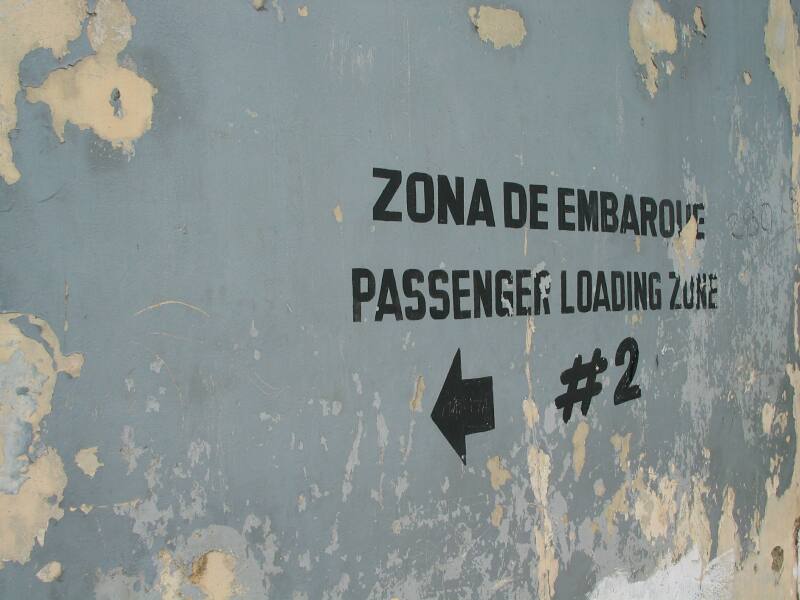 ZONA DE EMBARQUE
PASSENGER LOADING ZONE
#2